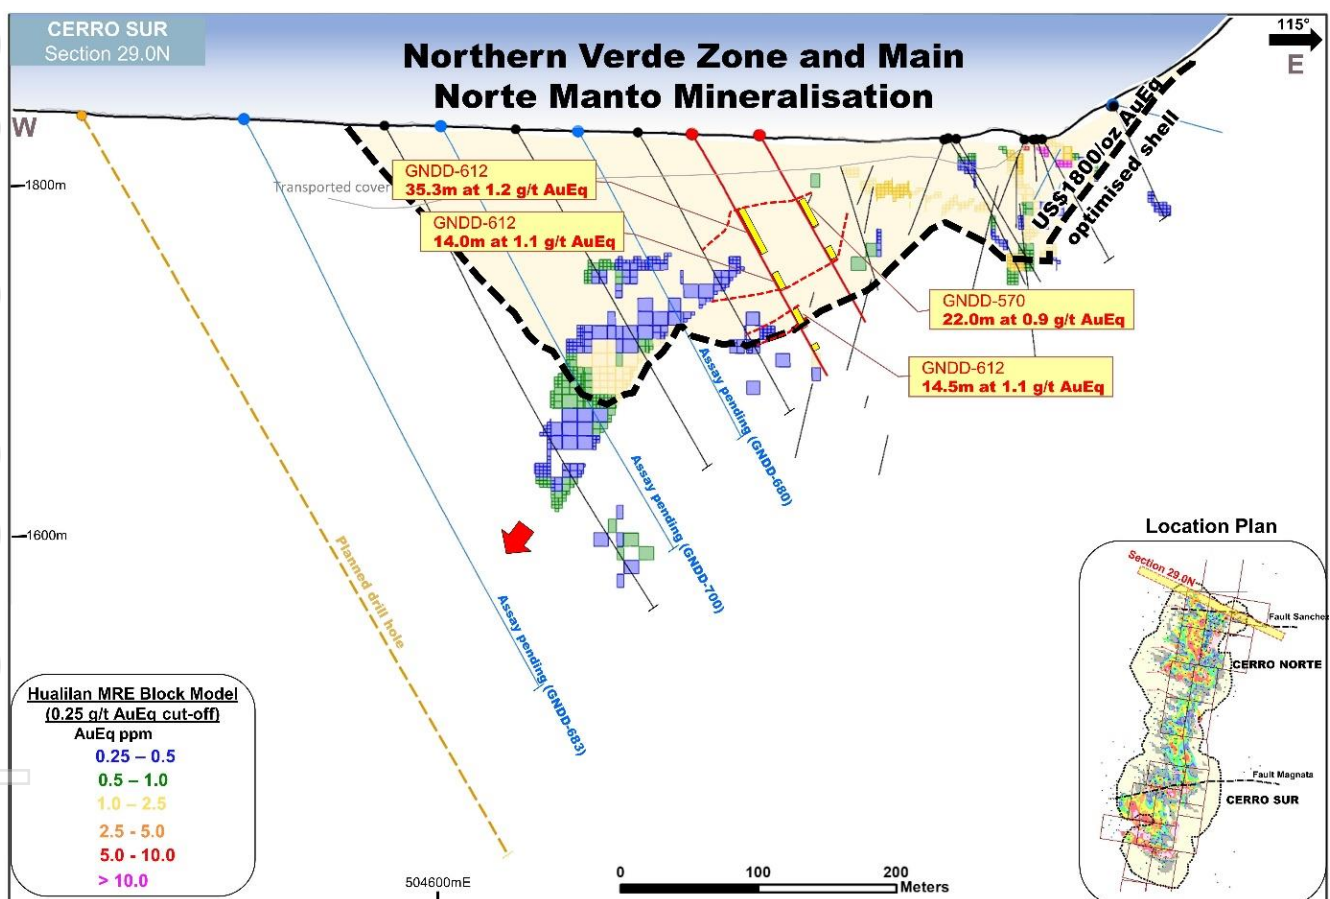 CERRO SUR
Section 29.0N
Northern Verde Zone and Main
Norte Manto Mineralisation
115°
E
W
1800m
Transported cover
GNDD-612
35.3m at 1.2 g/t AuEq
GNDD-612
14.0m at 1.1 g/t AuEq
US$1800/oz AuEq
optimised shell
GNDD-570
22.0m at 0.9 g/t AuEq
GNDD-612
14.5m at 1.1 g/t AuEq
Assay pending (GNDD-680)
Assay pending (GNDD-700)
Assay pending (GNDD-683)
Planned drill hole
1600m
Location Plan
Section 29.0N
Fault Sanchez
CERRO NORTE
Fault Magnata
CERRO SUR
Hualilan MRE Block Model
(0.25 g/t AuEq cut-off)
AuEq ppm
0.25 – 0.5
0.5 – 1.0
1.0 – 2.5
2.5 - 5.0
5.0 - 10.0
> 10.0
504600mE
0 100 200
Meters